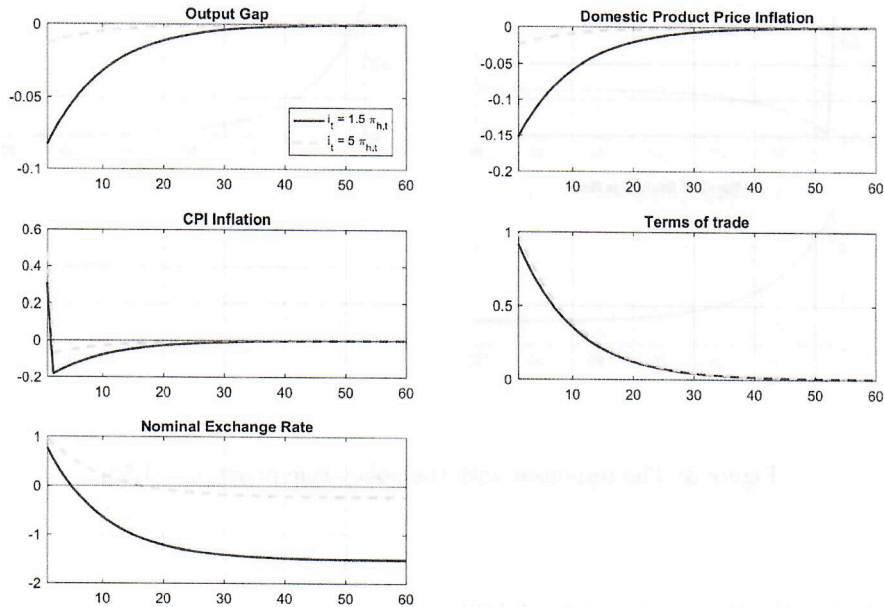 Output Gap
0
-0.05
-0.1
10 20 30 40 50 60
i_t = 1.5 π_{h,t}
i_t = 5 π_{h,t}
Domestic Product Price Inflation
0
-0.05
-0.1
-0.15
-0.2
10 20 30 40 50 60
CPI Inflation
0.6
0.4
0.2
0
-0.2
10 20 30 40 50 60
Terms of trade
1
0.5
0
10 20 30 40 50 60
Nominal Exchange Rate
1
0
-1
-2
10 20 30 40 50 60